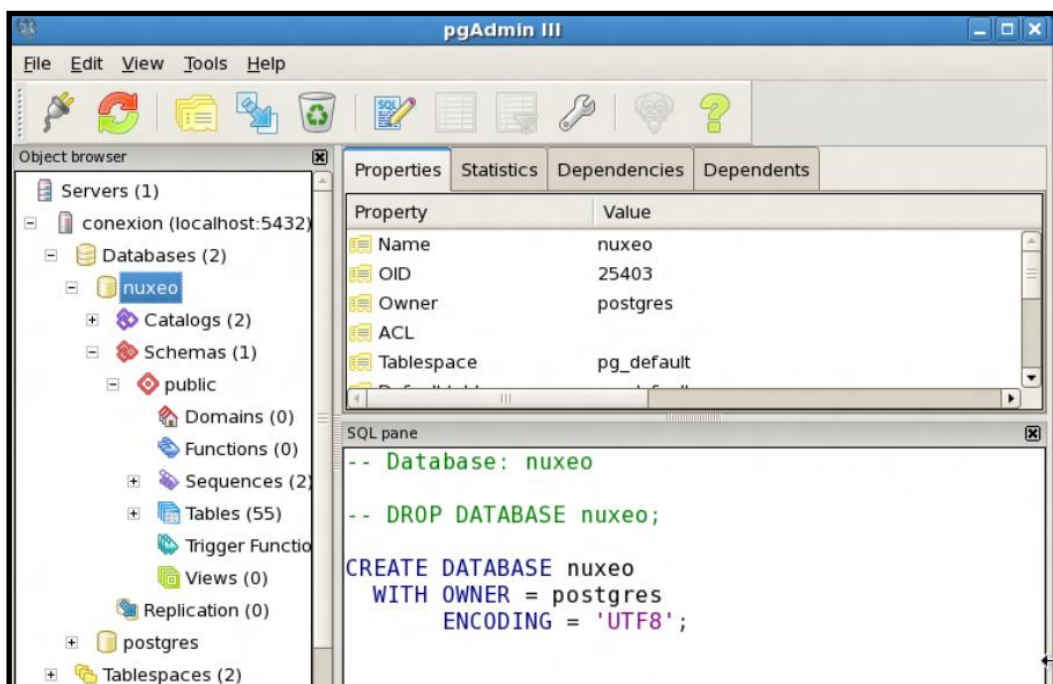 pgAdmin III
File Edit View Tools Help
SQL
Object browser
Servers (1)
conexion (localhost:5432)
Databases (2)
nuxeo
Catalogs (2)
Schemas (1)
public
Domains (0)
Functions (0)
Sequences (2)
Tables (55)
Trigger Functio
Views (0)
Replication (0)
postgres
Tablespaces (2)
Properties Statistics Dependencies Dependents
Property Value
Name nuxeo
OID 25403
Owner postgres
ACL
Tablespace pg_default
SQL pane
-- Database: nuxeo
-- DROP DATABASE nuxeo;
CREATE DATABASE nuxeo
WITH OWNER = postgres
ENCODING = 'UTF8';